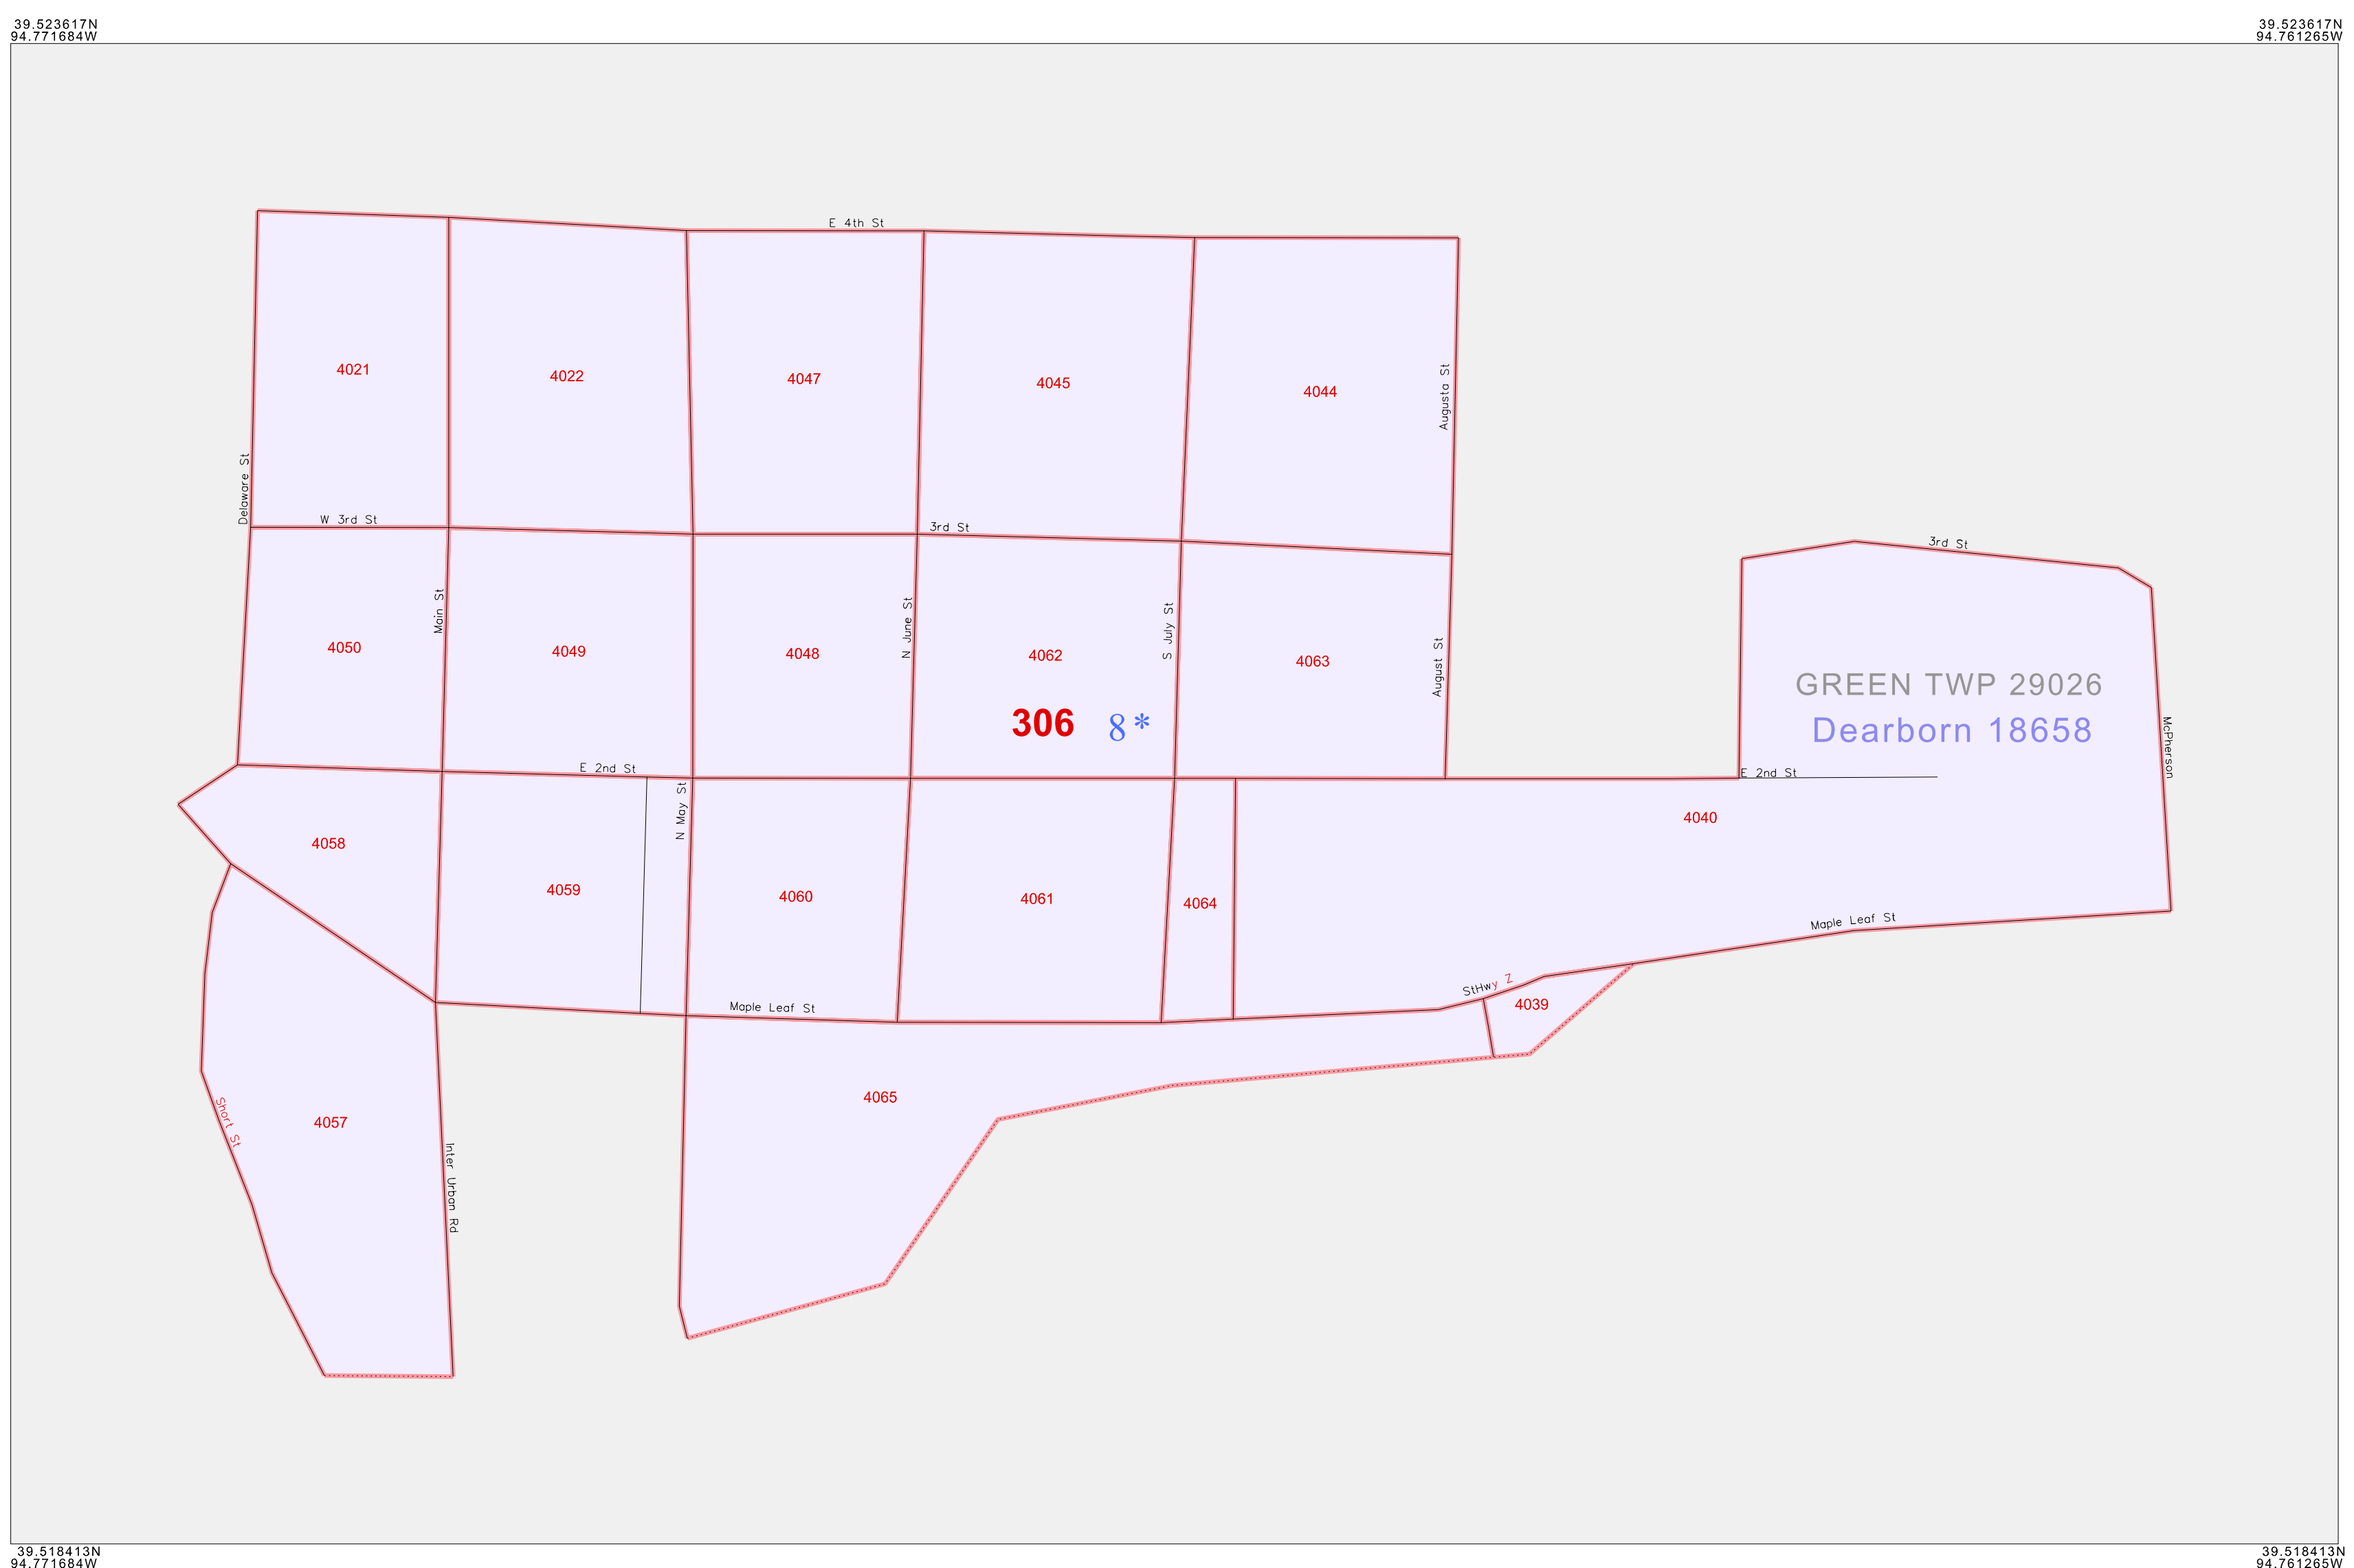 39.523617N
94.771684W
39.523617N
94.761265W
E 4th St
4021
4022
4047
4045
4044
Augusta St
Delaware St
W 3rd St
3rd St
3rd St
Main St
N June St
S July St
August St
4050
4049
4048
4062
4063
306 8*
GREEN TWP 29026
Dearborn 18658
McPherson
E 2nd St
E 2nd St
N May St
4040
4058
4059
4060
4061
4064
Maple Leaf St
StHwy Z
4039
Maple Leaf St
4065
Short St
4057
Inter Urban Rd
39.518413N
94.771684W
39.518413N
94.761265W